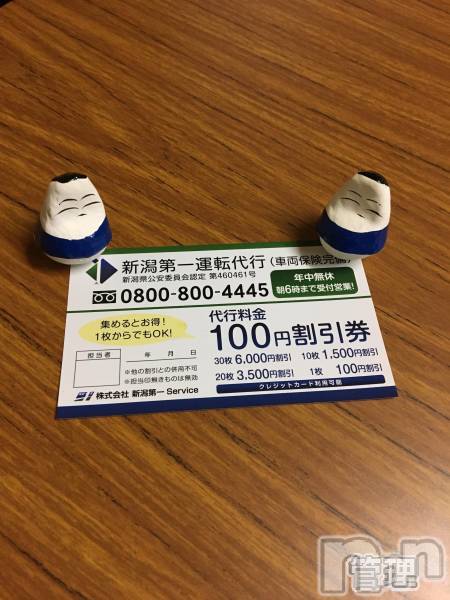 新潟第一運転代行(車両保険完備)
新潟県公安委員会認定 第460461号
0800-800-4445
年中無休
朝6時まで受付営業!
集めるとお得!
1枚からでもOK!
代行料金
100円割引券
担当者
年 月 日
※他の割引との併用不可
※担当印無きものは無効
30枚 6,000円割引 10枚 1,500円割引
20枚 3,500円割引 1枚 100円割引
クレジットカード利用可能
株式会社 新潟第一 Service
管理